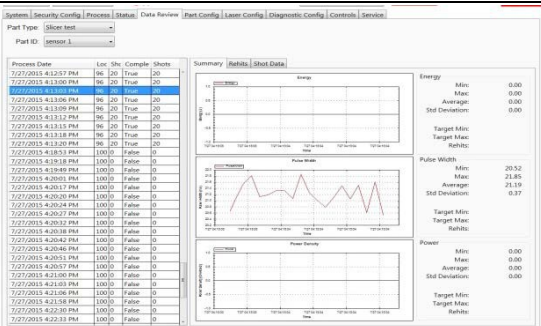 System Security Config Process Status Data Review Part Config Laser Config Diagnostic Config Controls Service
Part Type: Slicer test
Part ID: sensor 1
Process Date Loc Shc Comple Shots
7/27/2015 4:12:57 PM 96 20 True 20
7/27/2015 4:13:00 PM 96 20 True 20
7/27/2015 4:13:03 PM 96 20 True 20
7/27/2015 4:13:06 PM 96 20 True 20
7/27/2015 4:13:09 PM 96 20 True 20
7/27/2015 4:13:12 PM 96 20 True 20
7/27/2015 4:13:15 PM 96 20 True 20
7/27/2015 4:13:18 PM 96 20 True 20
7/27/2015 4:13:20 PM 96 20 True 20
7/27/2015 4:18:53 PM 100 0 False 0
7/27/2015 4:19:18 PM 100 0 False 0
7/27/2015 4:19:49 PM 100 0 False 0
7/27/2015 4:20:01 PM 100 0 False 0
7/27/2015 4:20:17 PM 100 0 False 0
7/27/2015 4:20:20 PM 100 0 False 0
7/27/2015 4:20:24 PM 100 0 False 0
7/27/2015 4:20:27 PM 100 0 False 0
7/27/2015 4:20:32 PM 100 0 False 0
7/27/2015 4:20:38 PM 100 0 False 0
7/27/2015 4:20:42 PM 100 0 False 0
7/27/2015 4:20:46 PM 100 0 False 0
7/27/2015 4:20:51 PM 100 0 False 0
7/27/2015 4:20:57 PM 100 0 False 0
7/27/2015 4:21:00 PM 100 0 False 0
7/27/2015 4:21:03 PM 100 0 False 0
7/27/2015 4:21:06 PM 100 0 False 0
7/27/2015 4:21:58 PM 100 0 False 0
7/27/2015 4:22:30 PM 100 0 False 0
7/27/2015 4:22:33 PM 100 0 False 0
Summary Rehits Shot Data
Energy
Time
Pulse Width
Time
Power Density
Time
Energy
Min: 0.00
Max: 0.00
Average: 0.00
Std Deviation: 0.00
Target Min:
Target Max:
Rehits:
Pulse Width
Min: 20.52
Max: 21.85
Average: 21.19
Std Deviation: 0.37
Target Min:
Target Max:
Rehits:
Power
Min: 0.00
Max: 0.00
Average: 0.00
Std Deviation: 0.00
Target Min:
Target Max:
Rehits: